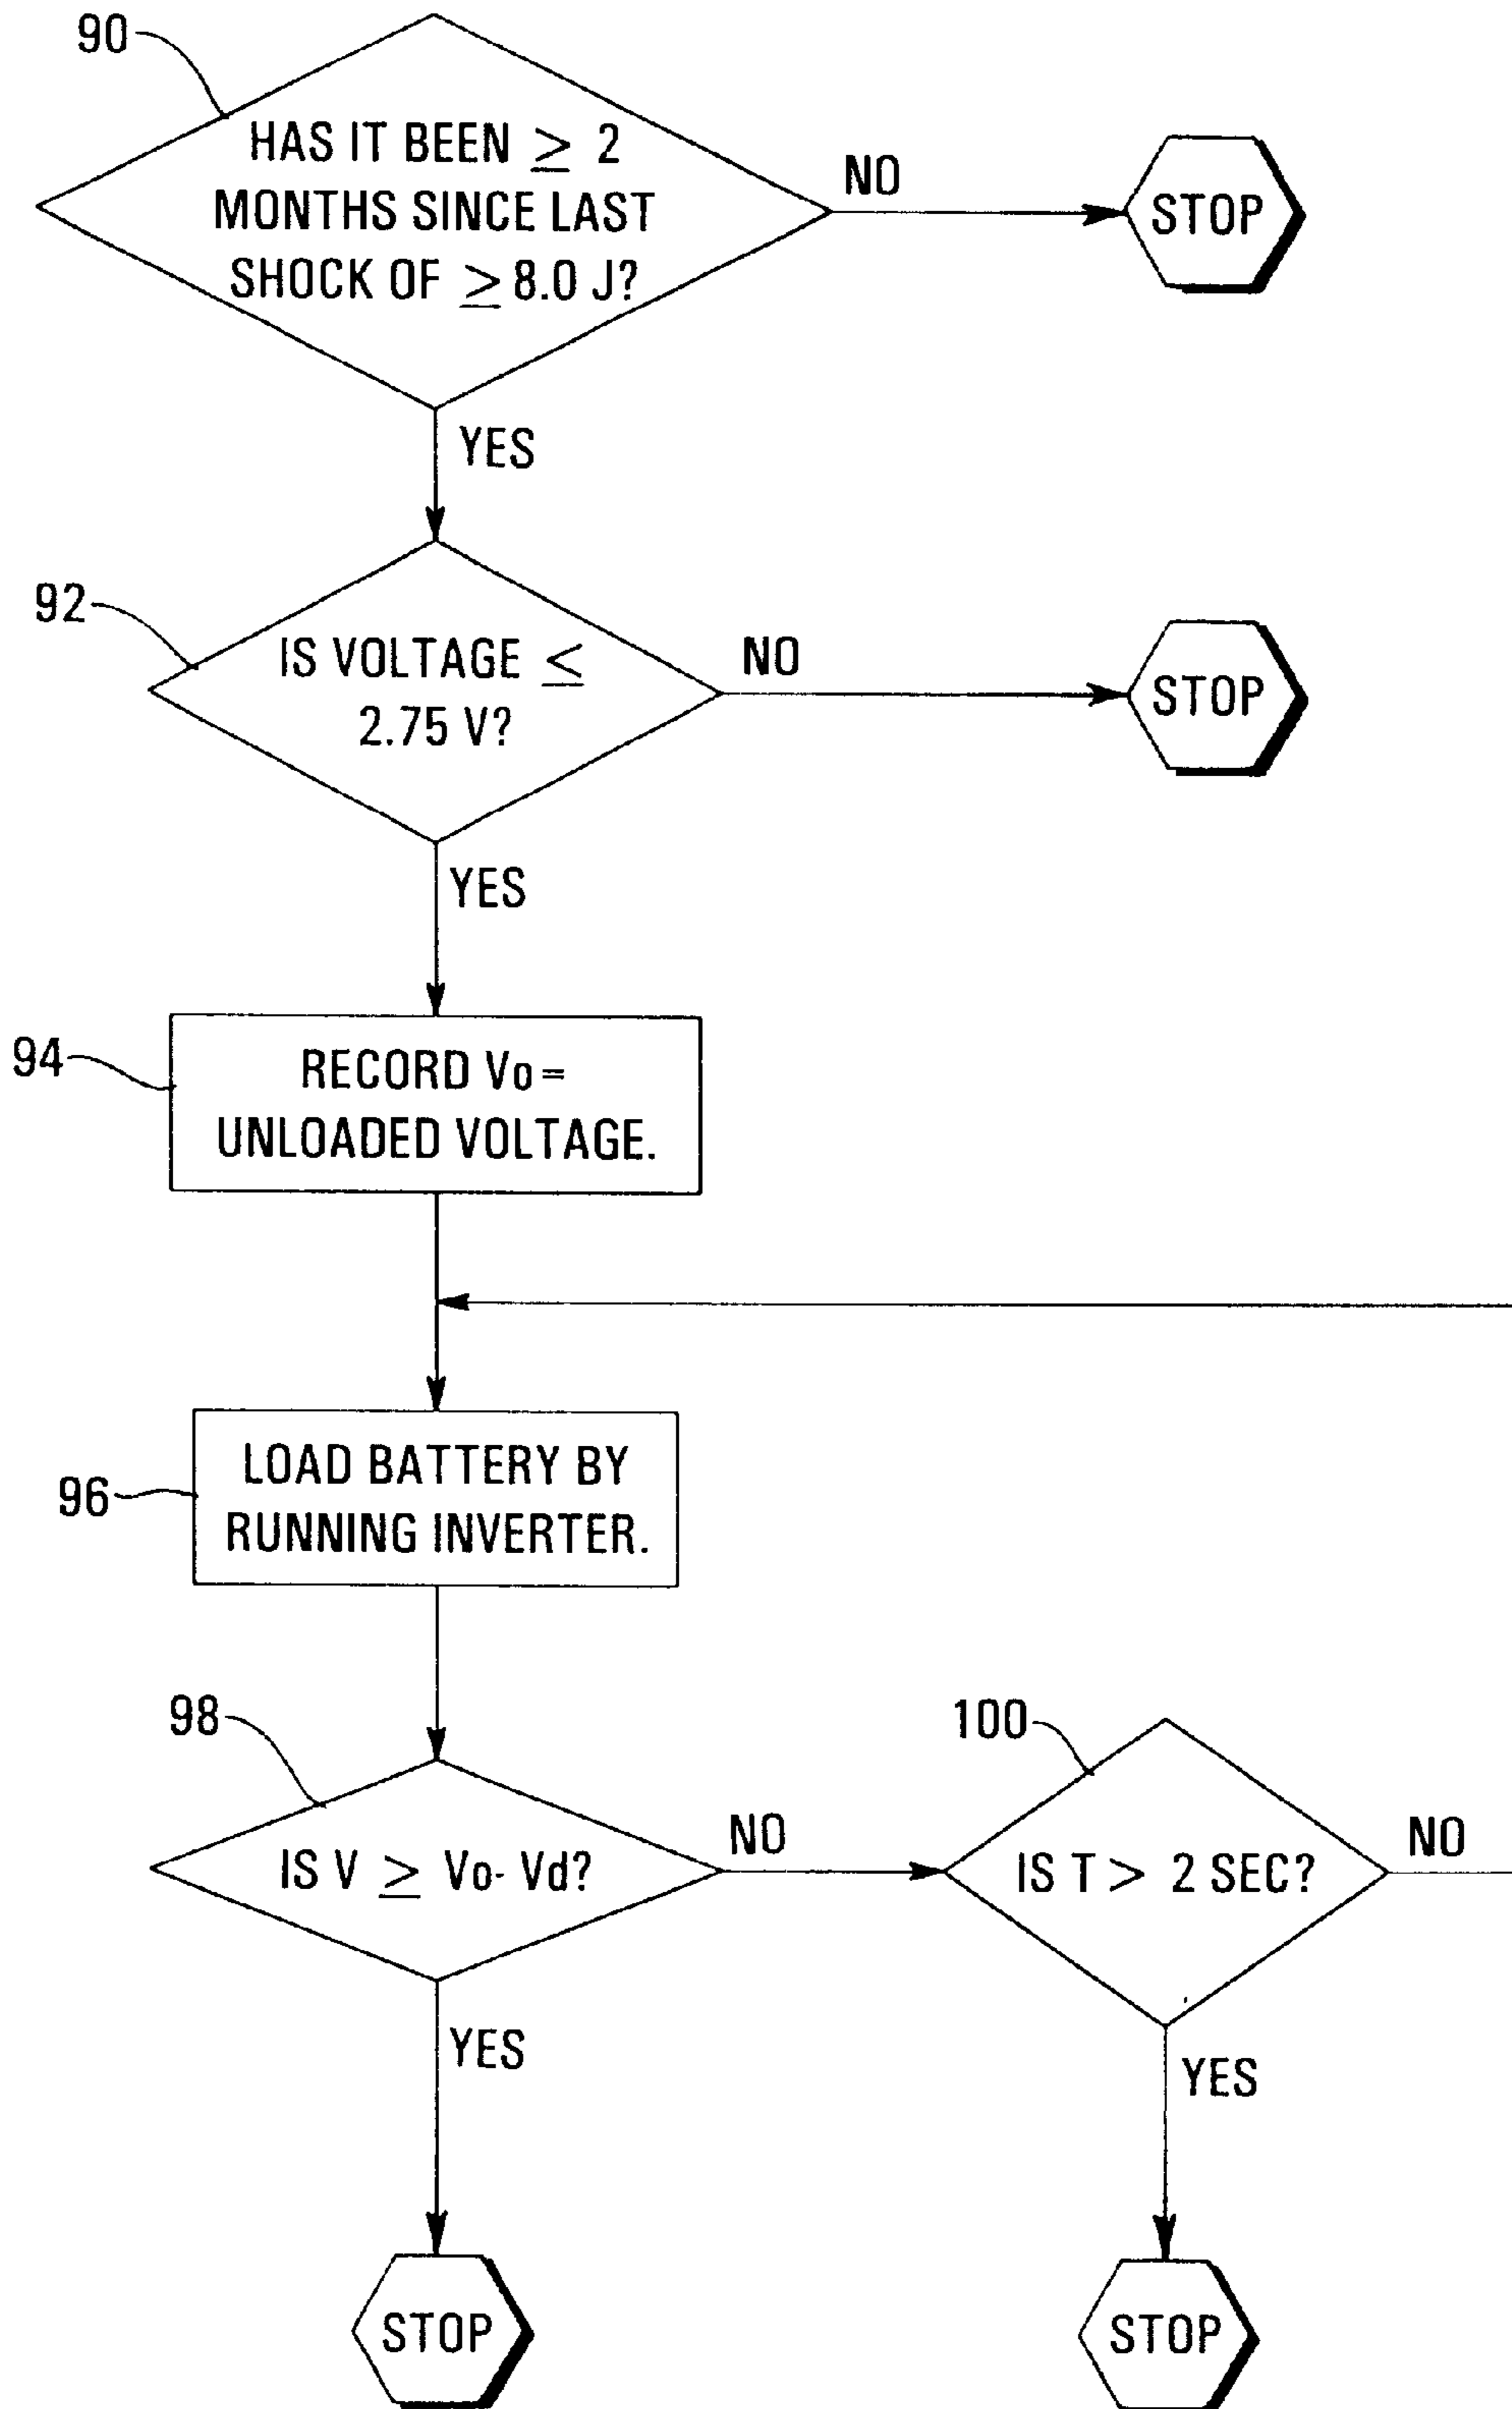 90
HAS IT BEEN ≥ 2
MONTHS SINCE LAST
SHOCK OF ≥ 8.0 J?
NO
STOP
YES
92
IS VOLTAGE ≤
2.75 V?
NO
STOP
YES
94
RECORD Vo =
UNLOADED VOLTAGE.
96
LOAD BATTERY BY
RUNNING INVERTER.
98
IS V ≥ Vo- Vd?
NO
100
IS T > 2 SEC?
NO
YES
YES
STOP
STOP